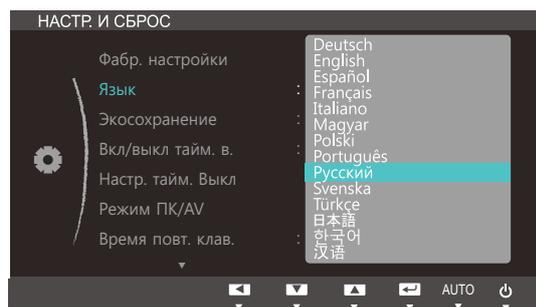 НАСТР. И СБРОС
Фабр. настройки
Язык :
Экосохранение :
Вкл/выкл тайм. в. :
Настр. тайм. Выкл
Режим ПК/AV
Время повт. клав. :
Deutsch
English
Español
Français
Italiano
Magyar
Polski
Português
Русский
Svenska
Türkçe
日本語
한국어
汉语
AUTO